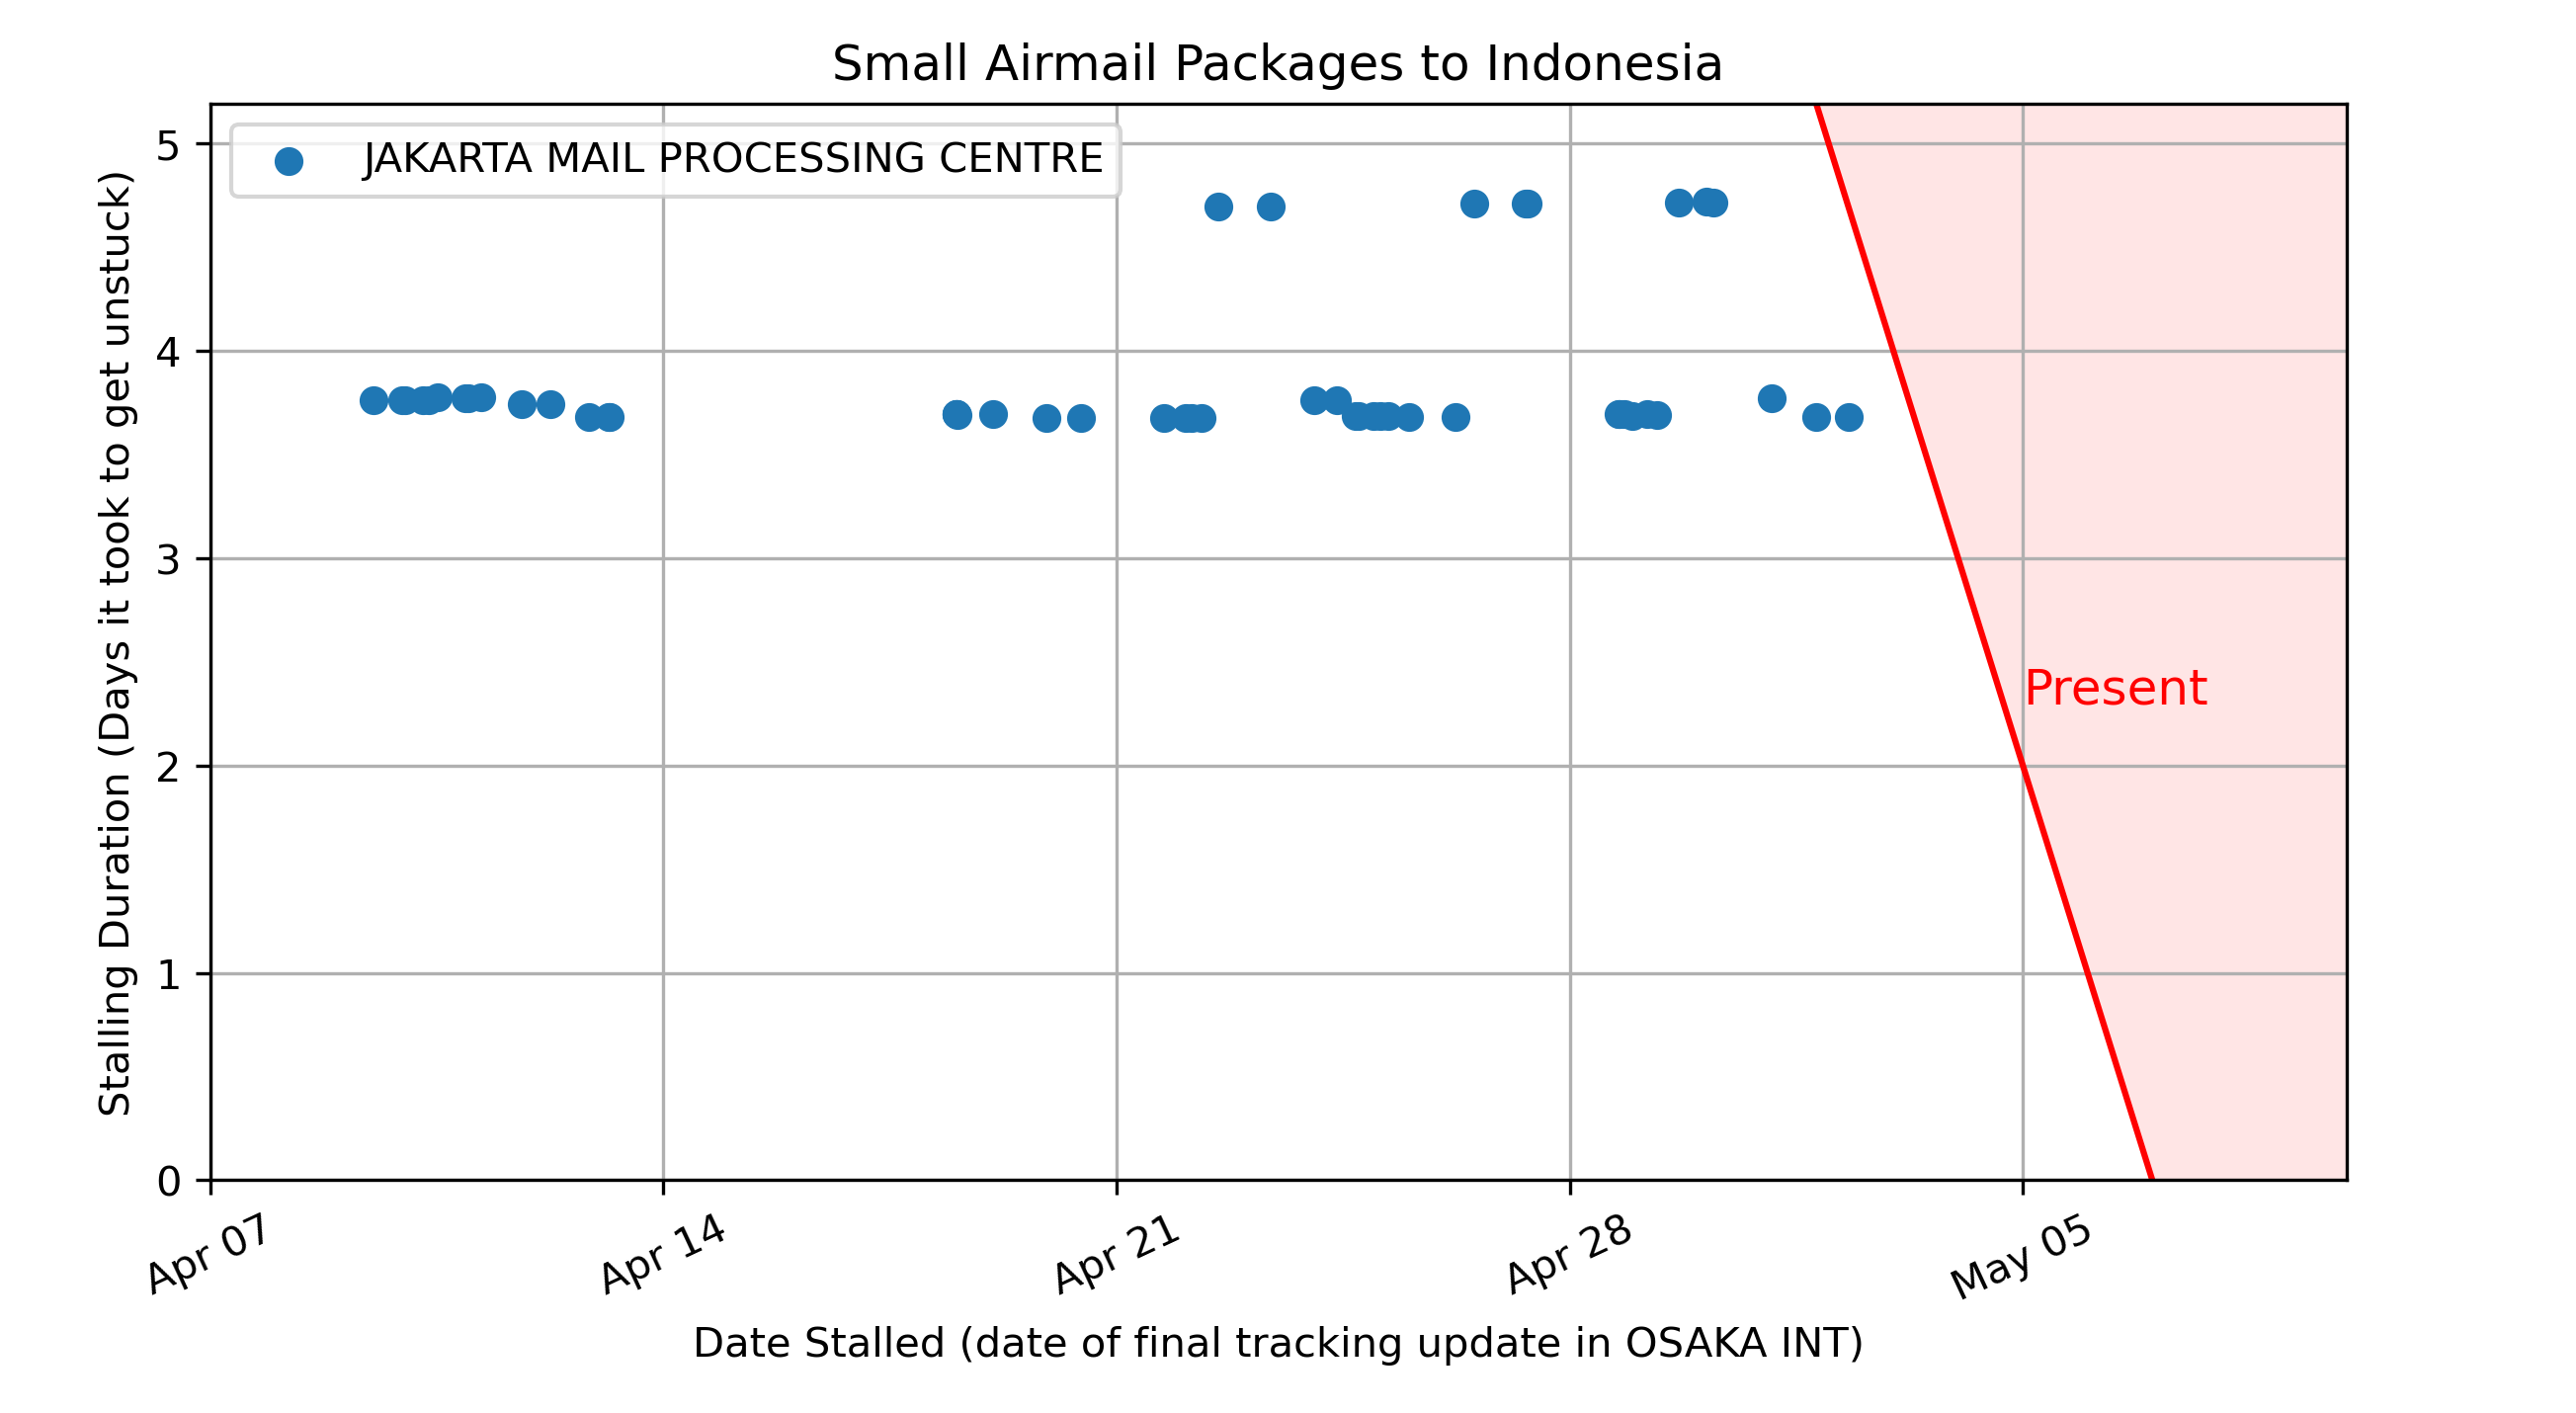 Small Airmail Packages to Indonesia
JAKARTA MAIL PROCESSING CENTRE
Stalling Duration (Days it took to get unstuck)
5
4
3
2
1
0
Present
Apr 07
Apr 14
Apr 21
Apr 28
May 05
Date Stalled (date of final tracking update in OSAKA INT)